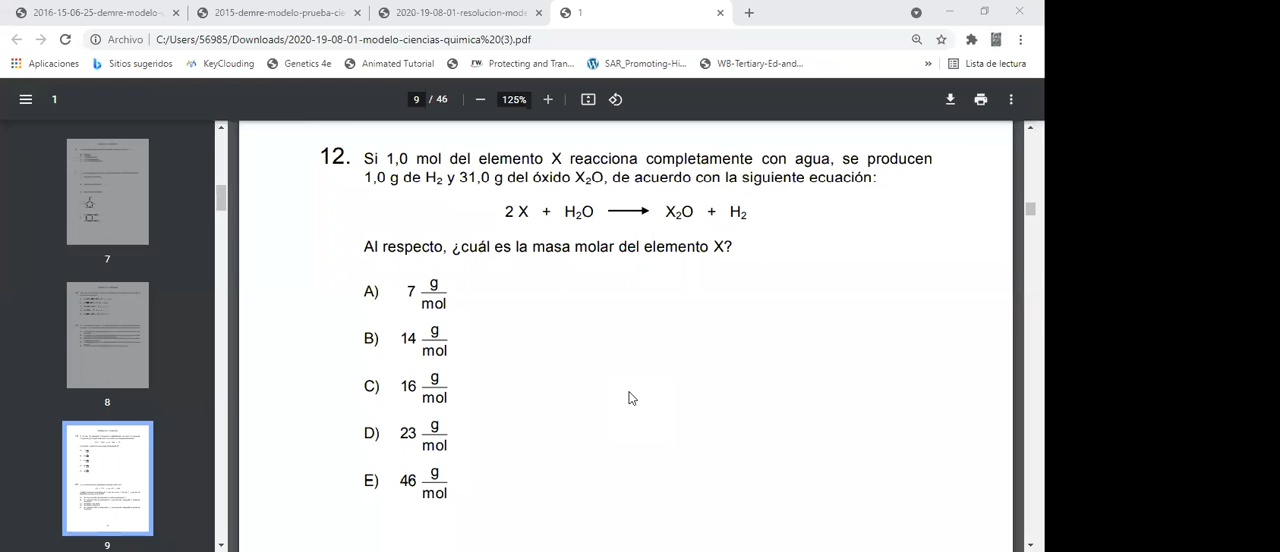 2016-15-06-25-demre-modelo-
2015-demre-modelo-prueba-cie
2020-19-08-01-resolucion-mode
1
Archivo C:/Users/56985/Downloads/2020-19-08-01-modelo-ciencias-quimica%20(3).pdf
Aplicaciones Sitios sugeridos KeyClouding Genetics 4e Animated Tutorial Protecting and Tran... SAR_Promoting-Hi... WB-Tertiary-Ed-and... » Lista de lectura
1 9 / 46 125%
7
8
9
12. Si 1,0 mol del elemento X reacciona completamente con agua, se producen
1,0 g de H₂ y 31,0 g del óxido X₂O, de acuerdo con la siguiente ecuación:
2 X + H₂O ⟶ X₂O + H₂
Al respecto, ¿cuál es la masa molar del elemento X?
A) 7 g/mol
B) 14 g/mol
C) 16 g/mol
D) 23 g/mol
E) 46 g/mol